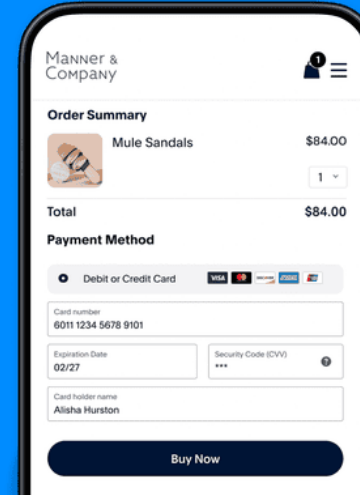 MANNER &
COMPANY
1
Order Summary
Mule Sandals $84.00
1
Total $84.00
Payment Method
Debit or Credit Card VISA
Card number
6011 1234 5678 9101
Expiration Date Security Code (CVV)
02/27 *** ?
Card holder name
Alisha Hurston
Buy Now